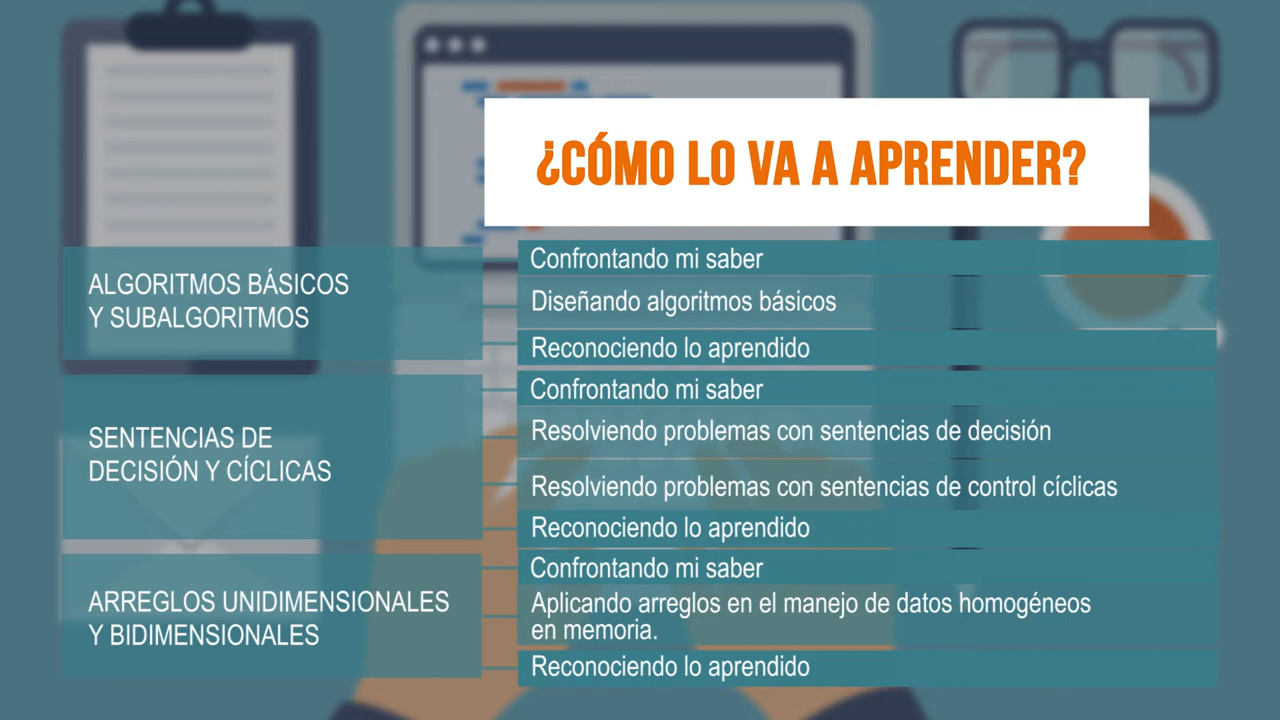 ¿CÓMO LO VA A APRENDER?
ALGORITMOS BÁSICOS
Y SUBALGORITMOS
Confrontando mi saber
Diseñando algoritmos básicos
Reconociendo lo aprendido
SENTENCIAS DE
DECISIÓN Y CÍCLICAS
Confrontando mi saber
Resolviendo problemas con sentencias de decisión
Resolviendo problemas con sentencias de control cíclicas
Reconociendo lo aprendido
ARREGLOS UNIDIMENSIONALES
Y BIDIMENSIONALES
Confrontando mi saber
Aplicando arreglos en el manejo de datos homogéneos
en memoria.
Reconociendo lo aprendido